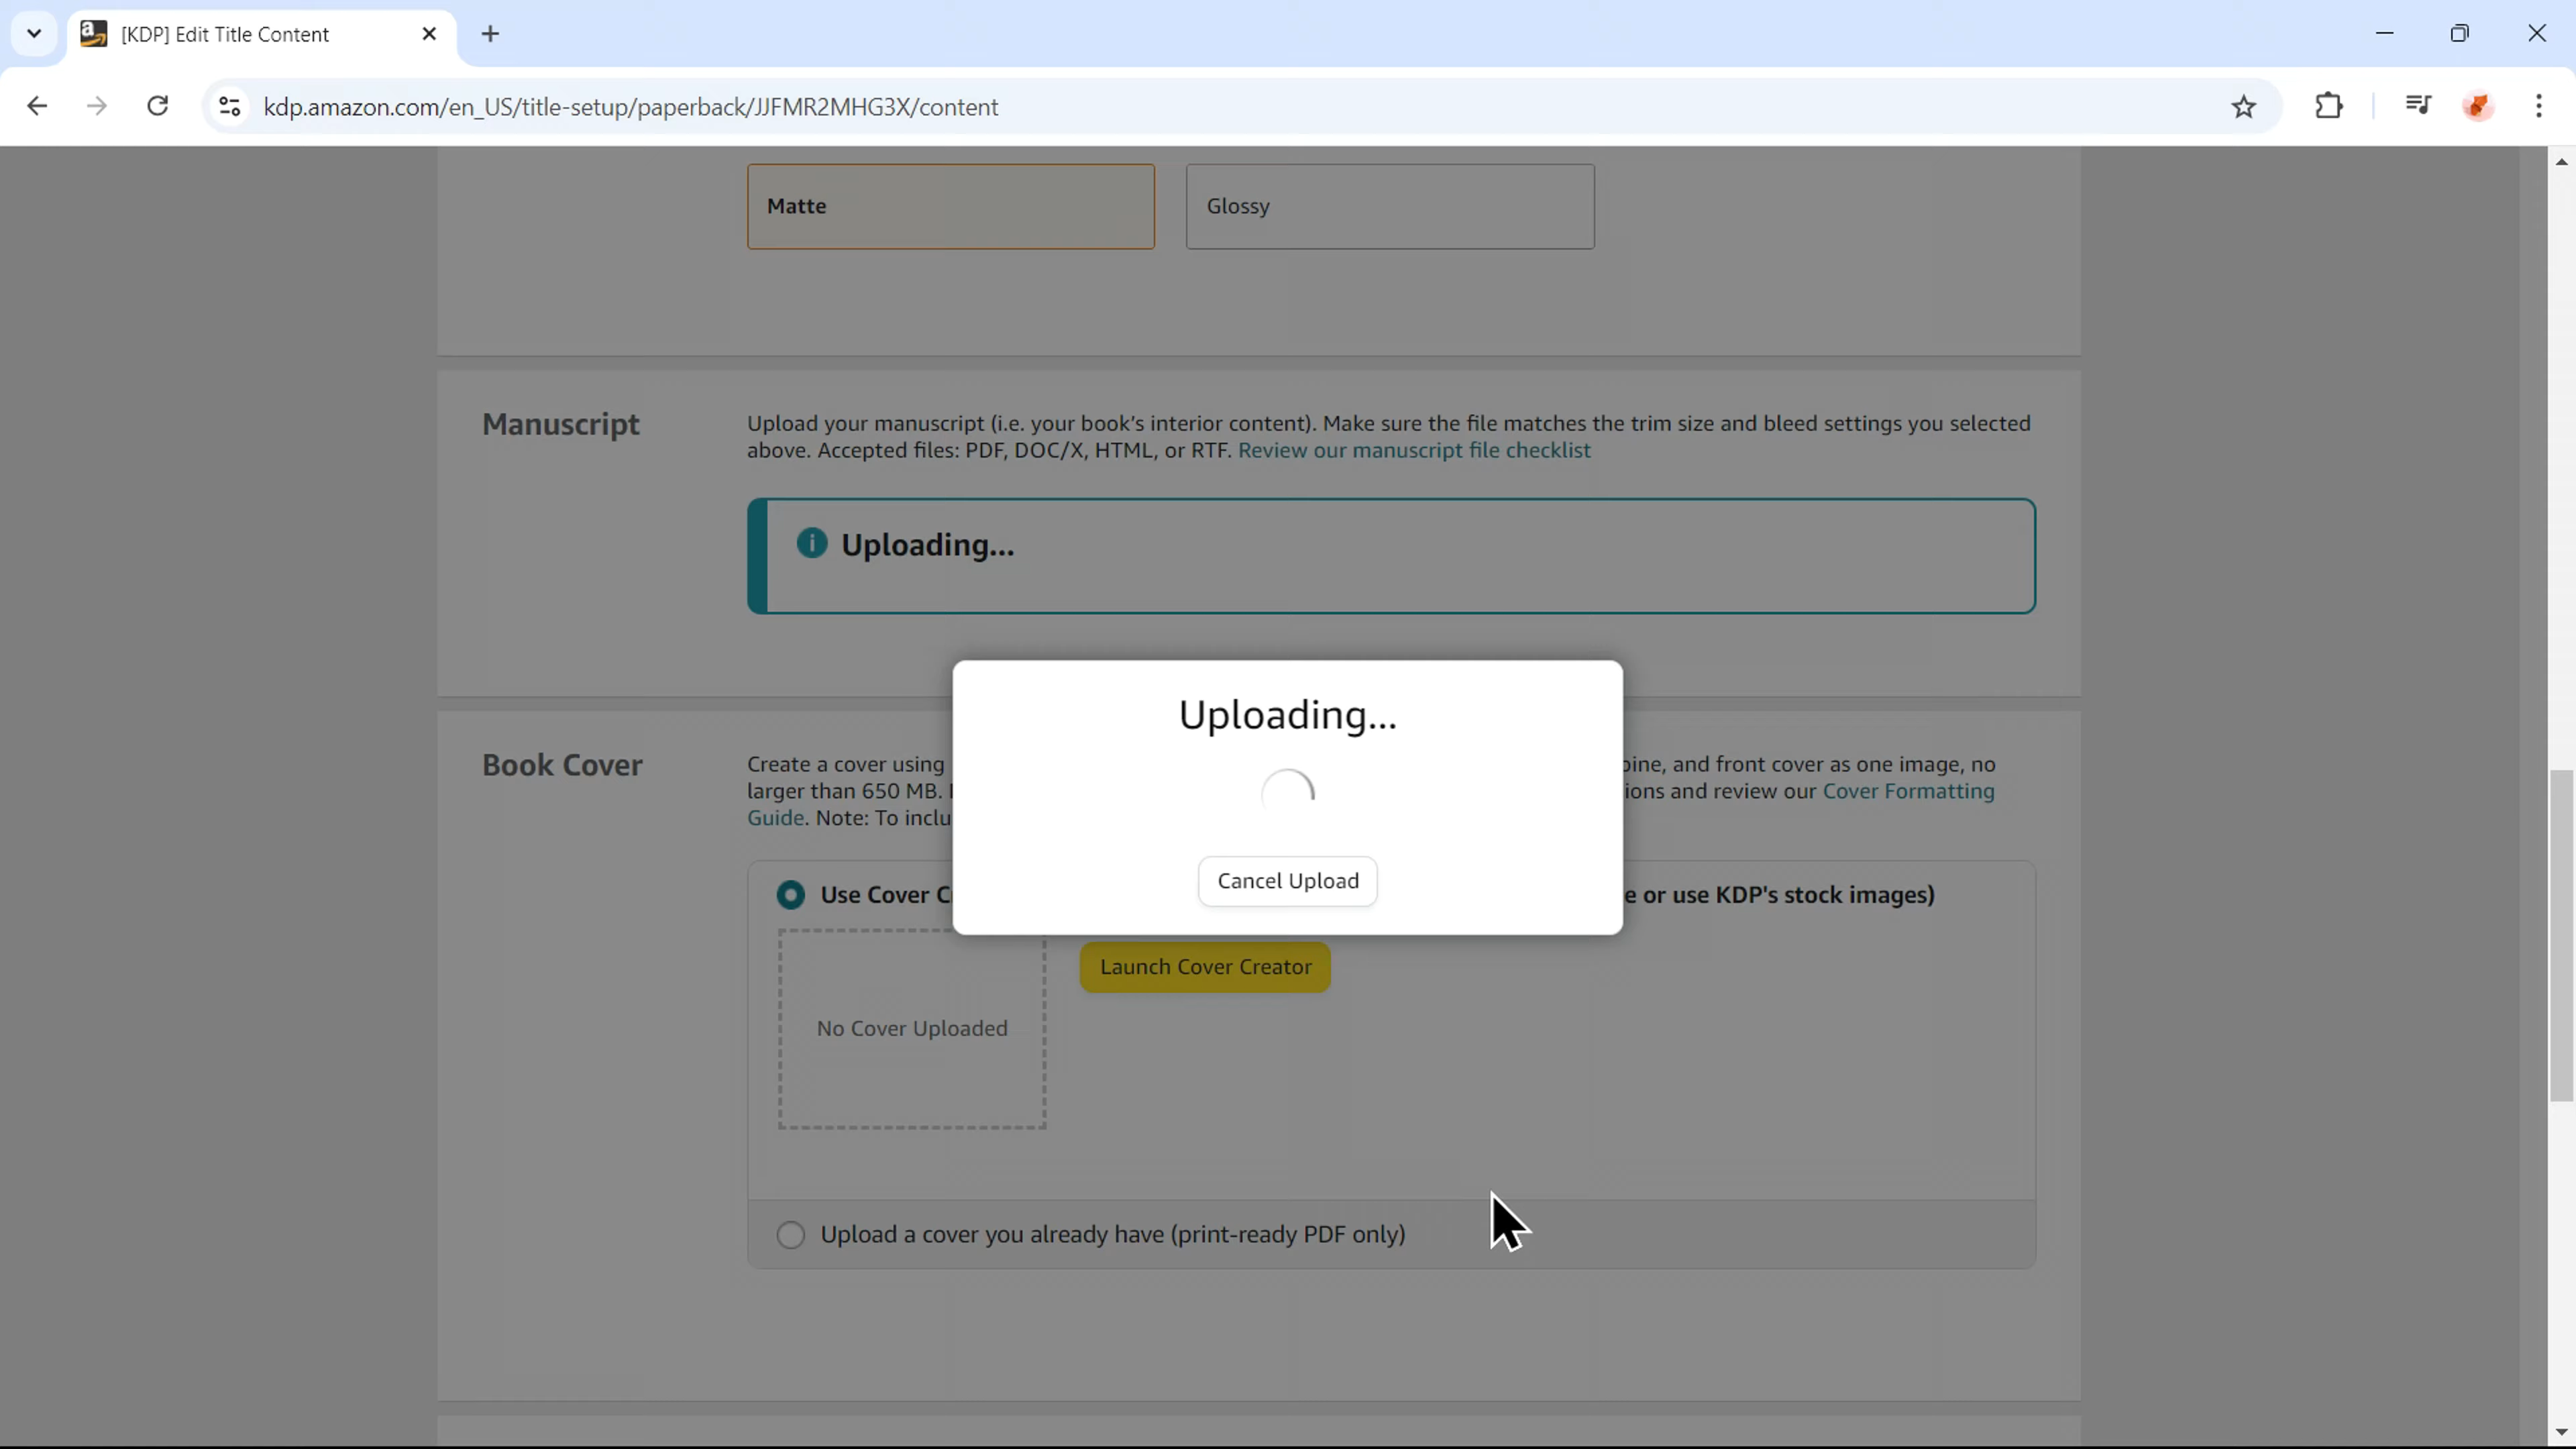 [KDP] Edit Title Content
kdp.amazon.com/en_US/title-setup/paperback/JJFMR2MHG3X/content
Matte
Glossy
Manuscript
Upload your manuscript (i.e. your book's interior content). Make sure the file matches the trim size and bleed settings you selected
above. Accepted files: PDF, DOC/X, HTML, or RTF. Review our manuscript file checklist
Uploading...
Uploading...
Cancel Upload
Book Cover
Create a cover using
and front cover as one image, no
larger than 650 MB.
and review our Cover Formatting
Guide. Note: To
Use Cover
or use KDP's stock images)
Launch Cover Creator
No Cover Uploaded
Upload a cover you already have (print-ready PDF only)